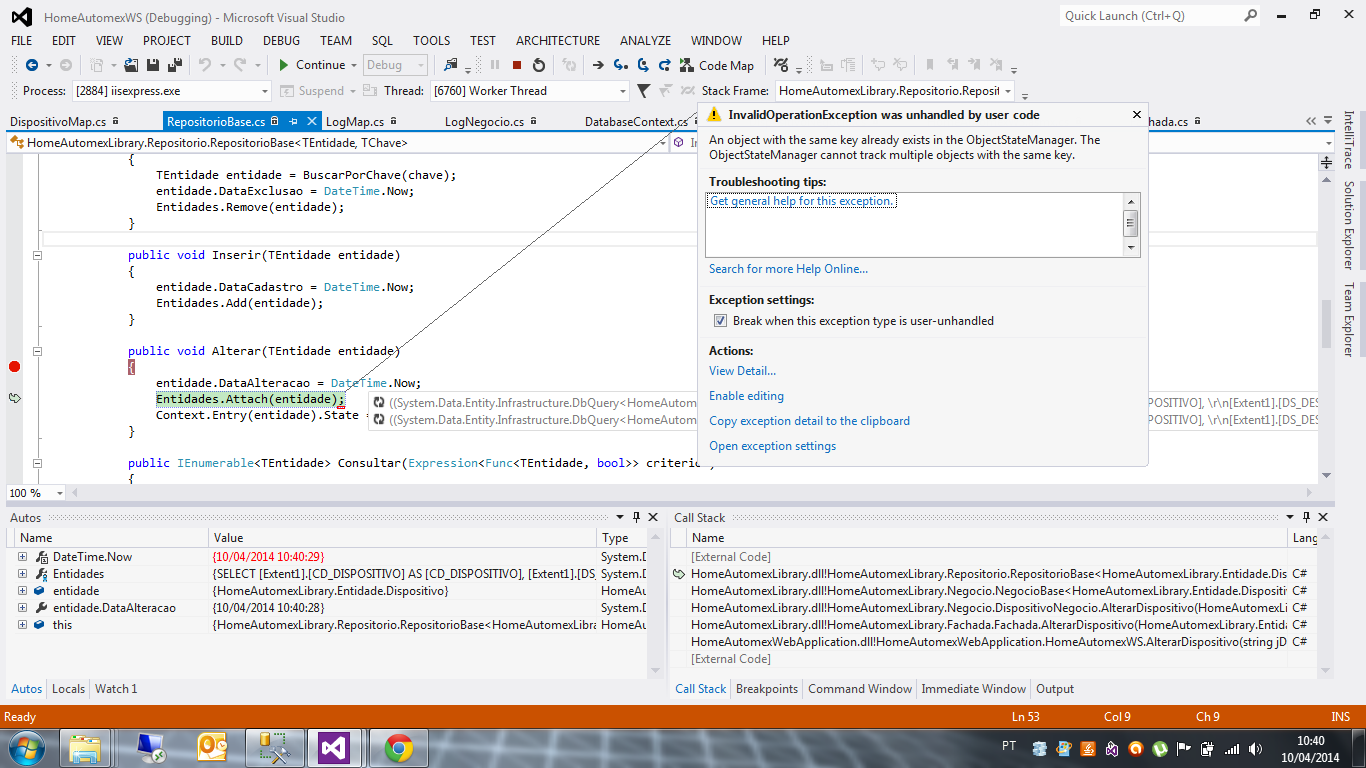 HomeAutomexWS (Debugging) - Microsoft Visual Studio
Quick Launch (Ctrl+Q)
FILE EDIT VIEW PROJECT BUILD DEBUG TEAM SQL TOOLS TEST ARCHITECTURE ANALYZE WINDOW HELP
Continue Debug Code Map
Process: [2884] iisexpress.exe Suspend Thread: [6760] Worker Thread Stack Frame: HomeAutomexLibrary.Repositorio.Reposit
DispositivoMap.cs RepositorioBase.cs LogMap.cs LogNegocio.cs DatabaseContext.cs hada.cs
HomeAutomexLibrary.Repositorio.RepositorioBase<TEntidade, TChave>
{
TEntidade entidade = BuscarPorChave(chave);
entidade.DataExclusao = DateTime.Now;
Entidades.Remove(entidade);
}
public void Inserir(TEntidade entidade)
{
entidade.DataCadastro = DateTime.Now;
Entidades.Add(entidade);
}
public void Alterar(TEntidade entidade)
{
entidade.DataAlteracao = DateTime.Now;
Entidades.Attach(entidade);
((System.Data.Entity.Infrastructure.DbQuery<HomeAutom
POSITIVO], \r\n[Extent1].[DS_DES
Context.Entry(entidade).State =
((System.Data.Entity.Infrastructure.DbQuery<HomeAutom
POSITIVO], \r\n[Extent1].[DS_DES
}
public IEnumerable<TEntidade> Consultar(Expression<Func<TEntidade, bool>> criterio)
{
InvalidOperationException was unhandled by user code
An object with the same key already exists in the ObjectStateManager. The
ObjectStateManager cannot track multiple objects with the same key.
Troubleshooting tips:
Get general help for this exception.
Search for more Help Online...
Exception settings:
Break when this exception type is user-unhandled
Actions:
View Detail...
Enable editing
Copy exception detail to the clipboard
Open exception settings
IntelliTrace
Solution Explorer
Team Explorer
100 %
Autos
Name Value Type
DateTime.Now {10/04/2014 10:40:29} System.D
Entidades {SELECT [Extent1].[CD_DISPOSITIVO] AS [CD_DISPOSITIVO], [Extent1].[DS_ System.D
entidade {HomeAutomexLibrary.Entidade.Dispositivo} HomeAu
entidade.DataAlteracao {10/04/2014 10:40:28} System.D
this {HomeAutomexLibrary.Repositorio.RepositorioBase<HomeAutomexLibra HomeAu
Autos Locals Watch 1
Call Stack
Name Lang
[External Code]
HomeAutomexLibrary.dll!HomeAutomexLibrary.Repositorio.RepositorioBase<HomeAutomexLibrary.Entidade.Dis C#
HomeAutomexLibrary.dll!HomeAutomexLibrary.Negocio.NegocioBase<HomeAutomexLibrary.Entidade.Dispositiv C#
HomeAutomexLibrary.dll!HomeAutomexLibrary.Negocio.DispositivoNegocio.AlterarDispositivo(HomeAutomexLi C#
HomeAutomexLibrary.dll!HomeAutomexLibrary.Fachada.Fachada.AlterarDispositivo(HomeAutomexLibrary.Entida C#
HomeAutomexWebApplication.dll!HomeAutomexWebApplication.HomeAutomexWS.AlterarDispositivo(string jD C#
[External Code]
Call Stack Breakpoints Command Window Immediate Window Output
Ready Ln 53 Col 9 Ch 9 INS
PT
10:40
10/04/2014